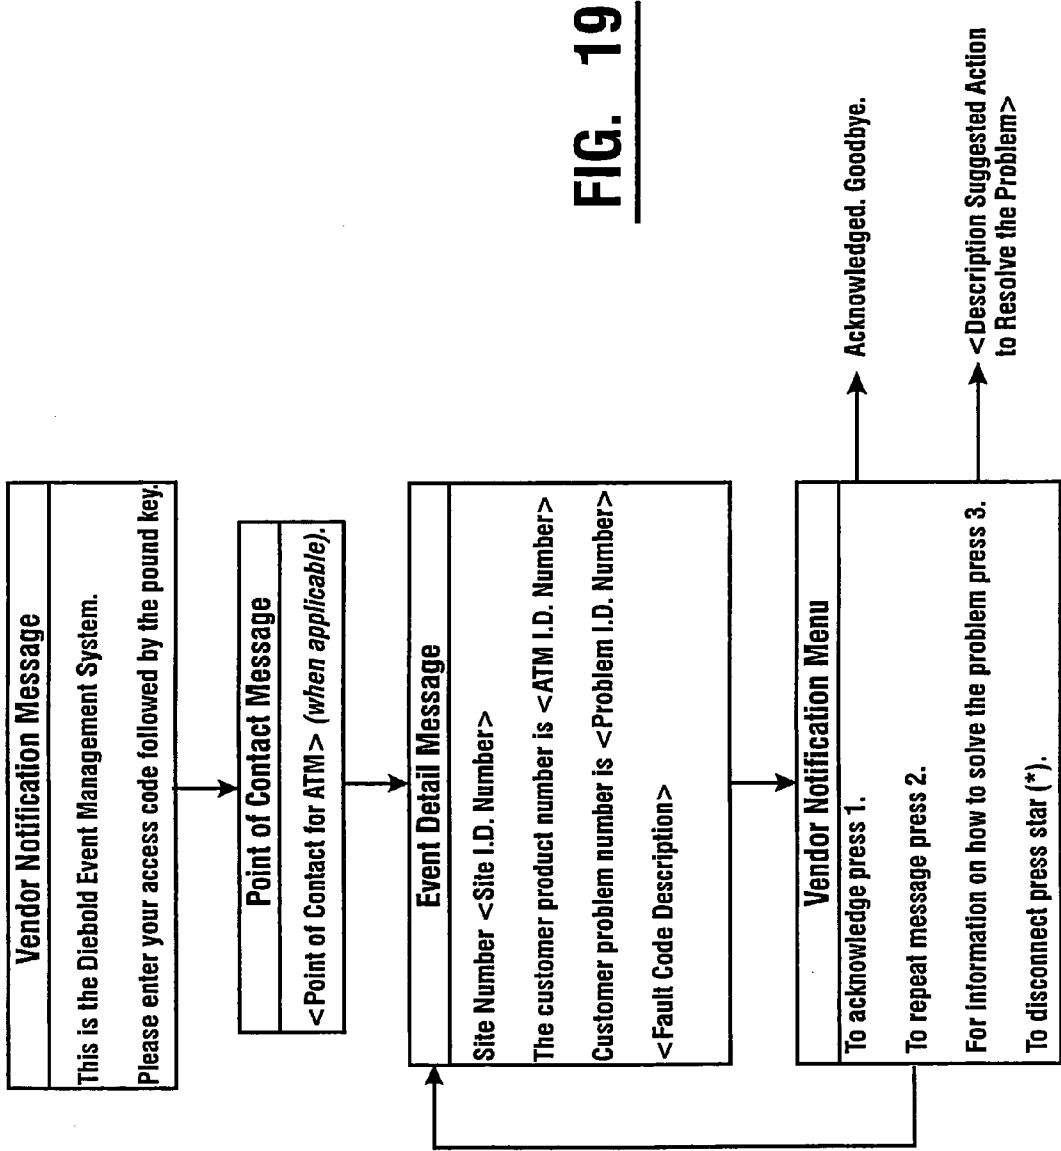 Vendor Notification Message
This is the Diebold Event Management System.
Please enter your access code followed by the pound key.
Point of Contact Message
<Point of Contact for ATM> (when applicable).
Event Detail Message
Site Number <Site I.D. Number>
The customer product number is <ATM I.D. Number>
Customer problem number is <Problem I.D. Number>
<Fault Code Description>
Vendor Notification Menu
To acknowledge press 1.
To repeat message press 2.
For information on how to solve the problem press 3.
To disconnect press star (*).
Acknowledged. Goodbye.
<Description Suggested Action
to Resolve the Problem>
FIG. 19